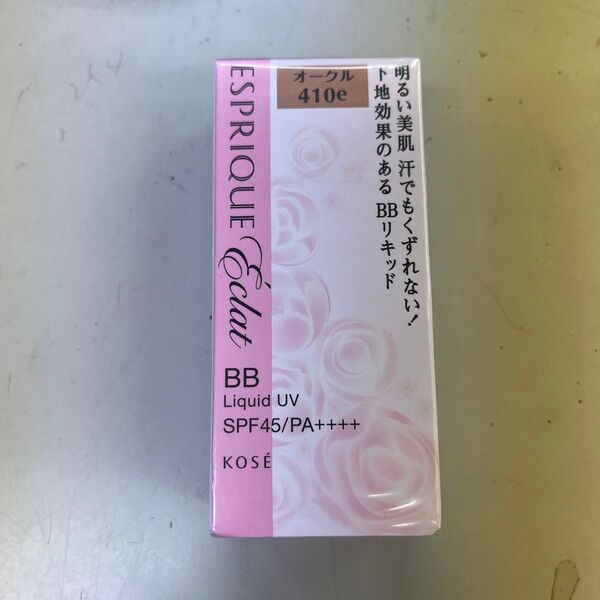 ESPRIQUE
Éclat
BB
Liquid UV
SPF45/PA++++
KOSÉ
オークル
410e
明るい美肌 汗でもくずれない!
下地効果のある BBリキッド